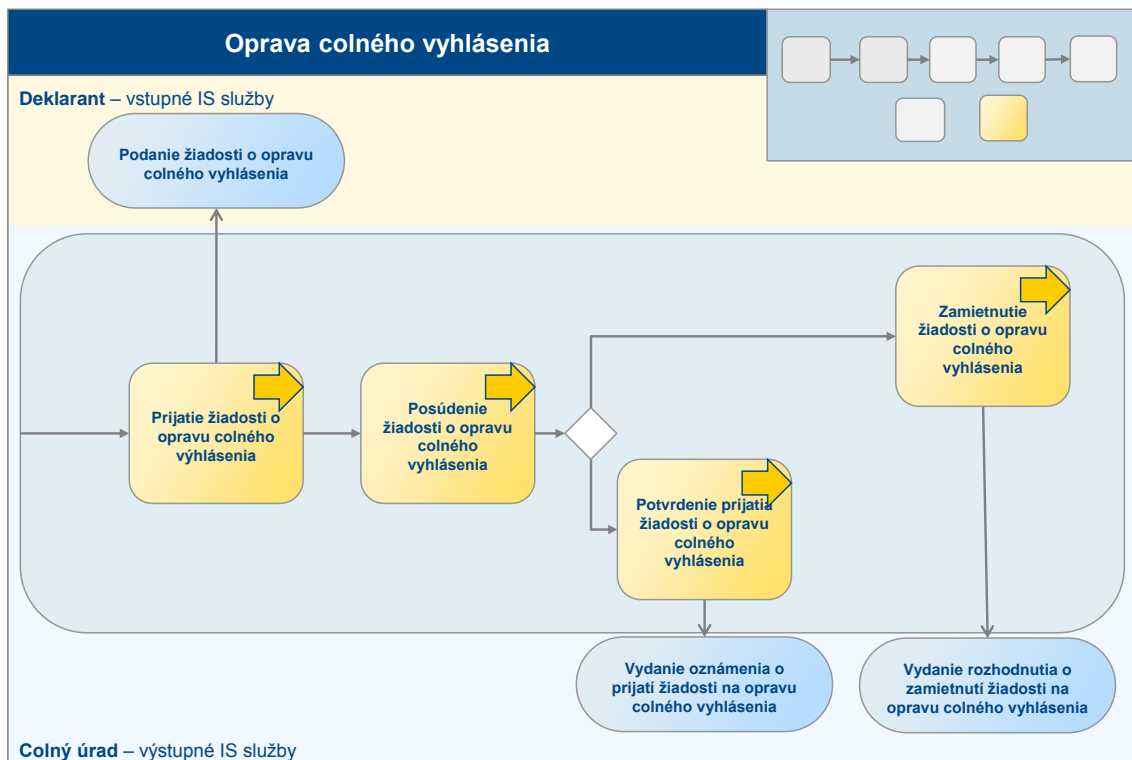 Oprava colného vyhlásenia
Deklarant – vstupné IS služby
Podanie žiadosti o opravu
colného vyhlásenia
Zamietnutie
žiadosti o opravu
colného
vyhlásenia
Prijatie žiadosti o
opravu colného
výhlásenia
Posúdenie
žiadosti o opravu
colného
vyhlásenia
Potvrdenie prijatia
žiadosti o opravu
colného
vyhlásenia
Vydanie oznámenia o
prijatí žiadosti na opravu
colného vyhlásenia
Vydanie rozhodnutia o
zamietnutí žiadosti na
opravu colného vyhlásenia
Colný úrad – výstupné IS služby